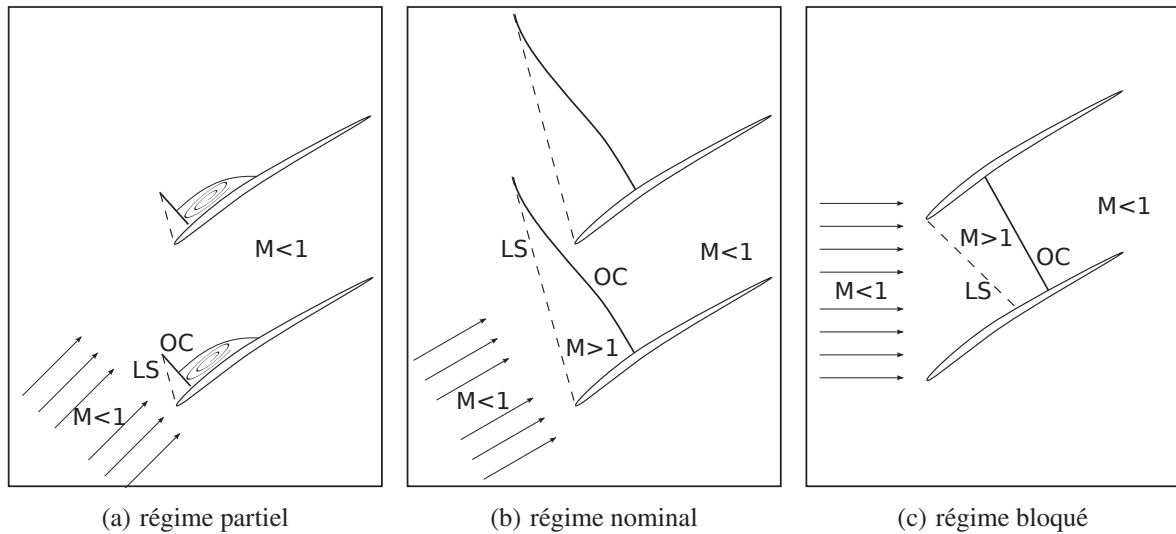 M<1
OC
LS
M<1
(a) régime partiel
LS
OC
M<1
M>1
M<1
(b) régime nominal
M<1
M>1
OC
M<1
LS
(c) régime bloqué